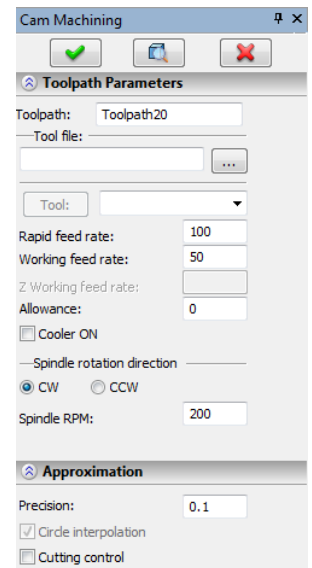 Cam Machining
Toolpath Parameters
Toolpath: Toolpath20
Tool file:
...
Tool:
Rapid feed rate: 100
Working feed rate: 50
Z Working feed rate:
Allowance: 0
Cooler ON
Spindle rotation direction
CW CCW
Spindle RPM: 200
Approximation
Precision: 0.1
Circle interpolation
Cutting control